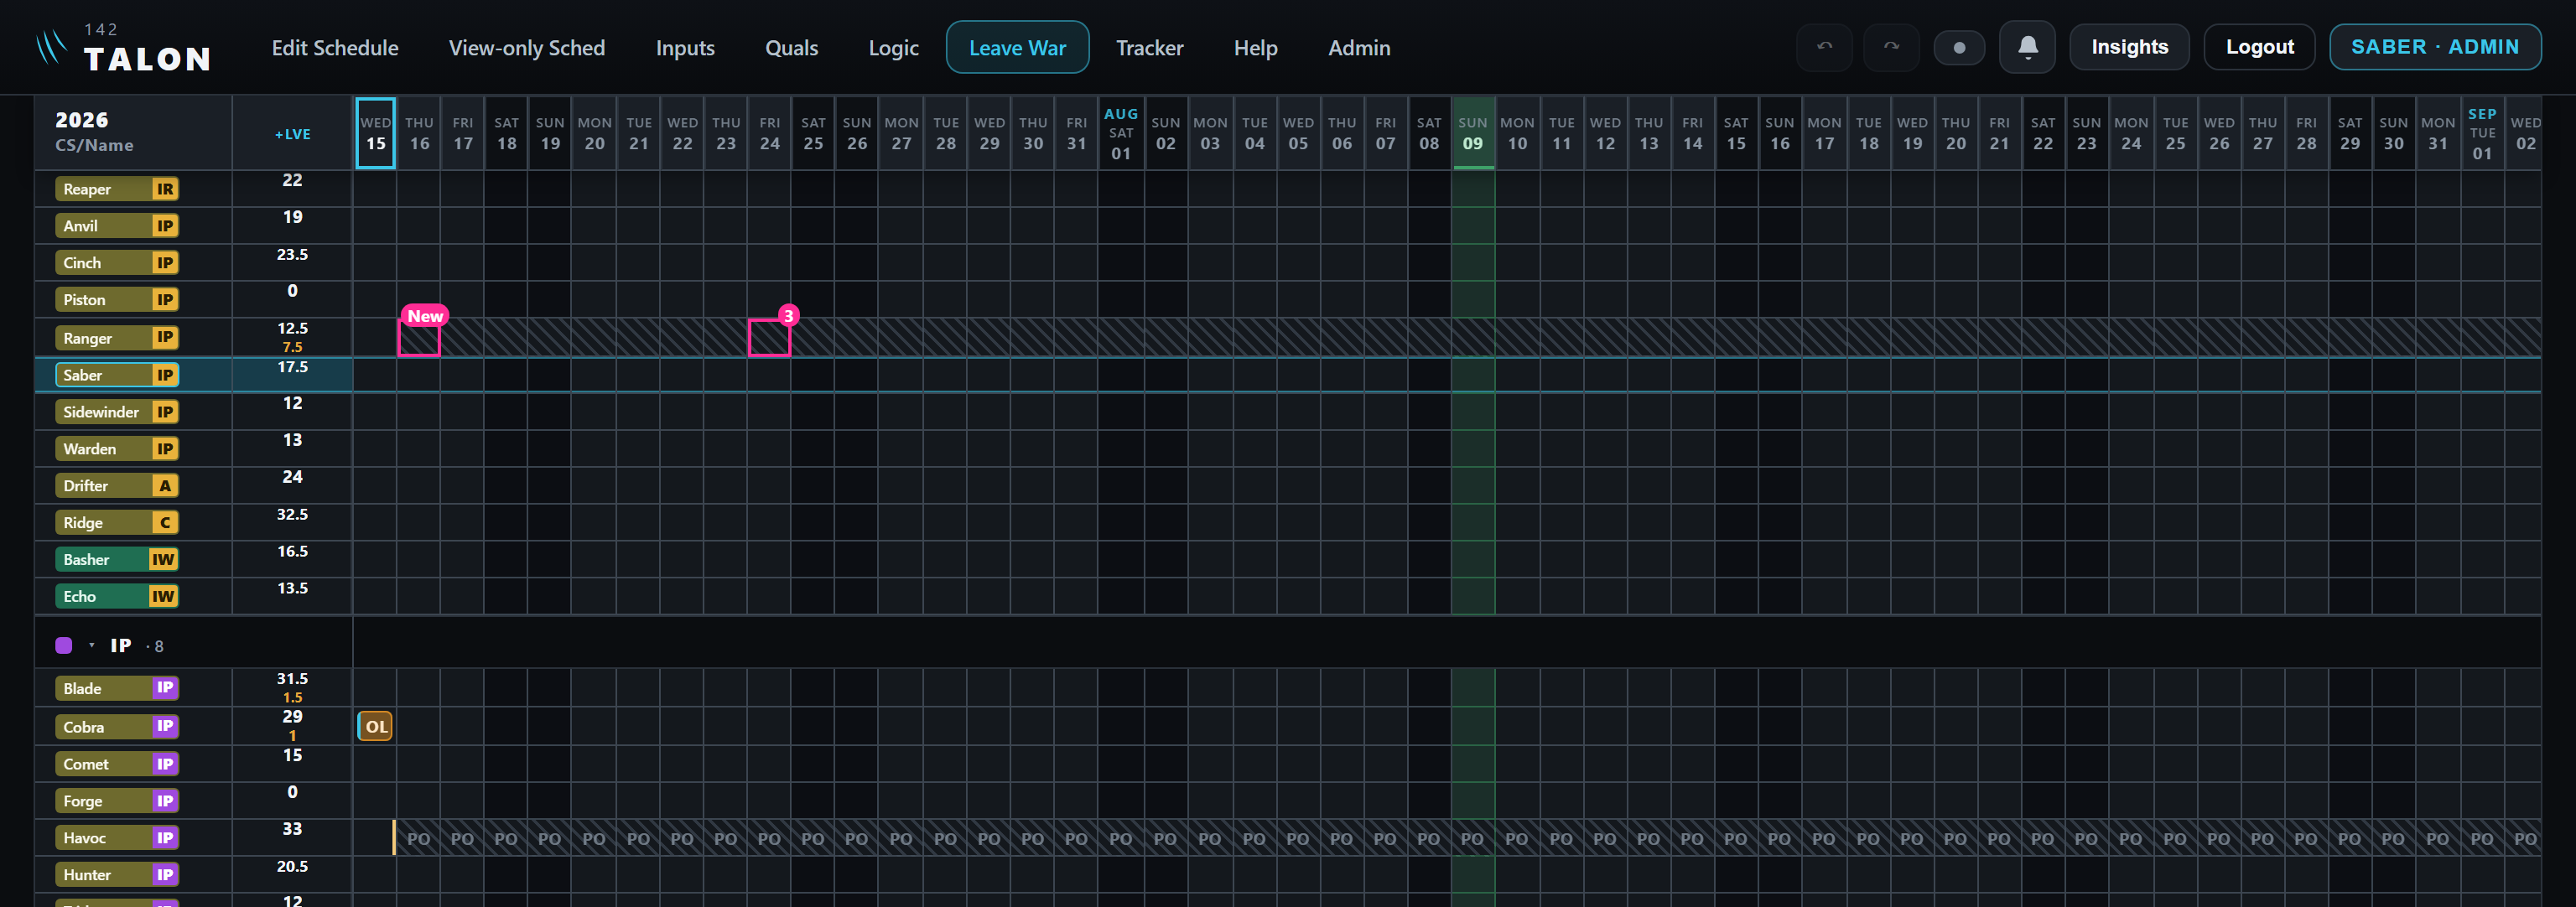 142
TALON
Edit Schedule View-only Sched Inputs Quals Logic Leave War Tracker Help Admin
Insights Logout SABER · ADMIN
2026
CS/Name
+LVE
WED 15 THU 16 FRI 17 SAT 18 SUN 19 MON 20 TUE 21 WED 22 THU 23 FRI 24 SAT 25 SUN 26 MON 27 TUE 28 WED 29 THU 30 FRI 31 AUG SAT 01 SUN 02 MON 03 TUE 04 WED 05 THU 06 FRI 07 SAT 08 SUN 09 MON 10 TUE 11 WED 12 THU 13 FRI 14 SAT 15 SUN 16 MON 17 TUE 18 WED 19 THU 20 FRI 21 SAT 22 SUN 23 MON 24 TUE 25 WED 26 THU 27 FRI 28 SAT 29 SUN 30 MON 31 SEP TUE 01 WED 02
Reaper IR 22
Anvil IP 19
Cinch IP 23.5
Piston IP 0
New 3
Ranger IP 12.5
7.5
Saber IP 17.5
Sidewinder IP 12
Warden IP 13
Drifter A 24
Ridge C 32.5
Basher IW 16.5
Echo IW 13.5
IP · 8
Blade IP 31.5
1.5
Cobra IP 29 OL
1
Comet IP 15
Forge IP 0
Havoc IP 33 PO PO PO PO PO PO PO PO PO PO PO PO PO PO PO PO PO PO PO PO PO PO PO PO PO PO PO PO PO PO PO PO PO PO PO PO PO PO PO PO PO PO PO PO PO PO PO PO PO
Hunter IP 20.5
12